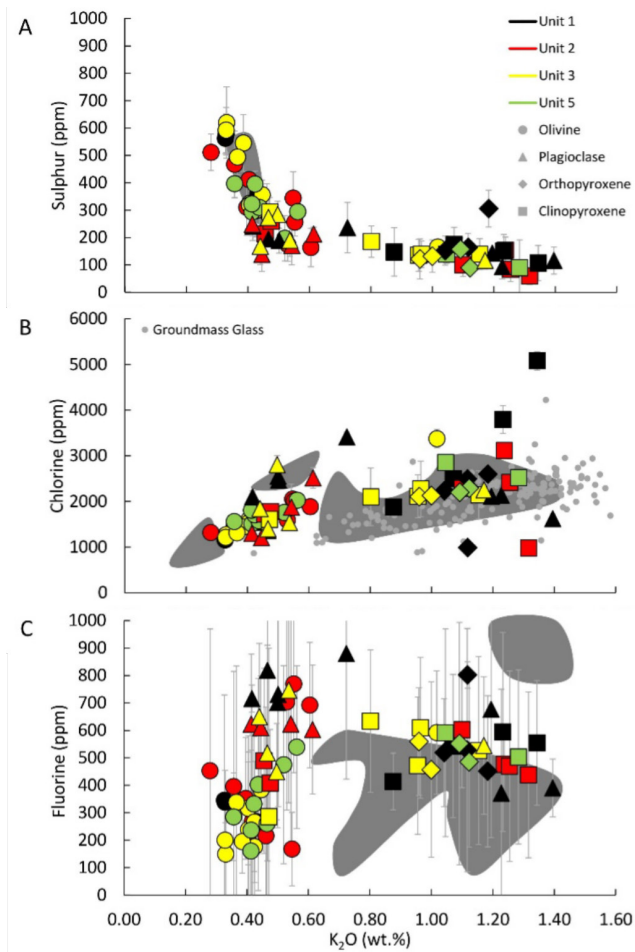 A
1000
900
800
700
600
500
400
300
200
100
0
Sulphur (ppm)
Unit 1
Unit 2
Unit 3
Unit 5
Olivine
Plagioclase
Orthopyroxene
Clinopyroxene
B
6000
5000
4000
3000
2000
1000
0
Chlorine (ppm)
Groundmass Glass
C
1000
900
800
700
600
500
400
300
200
100
0
Fluorine (ppm)
0.00 0.20 0.40 0.60 0.80 1.00 1.20 1.40 1.60
K₂O (wt.%)